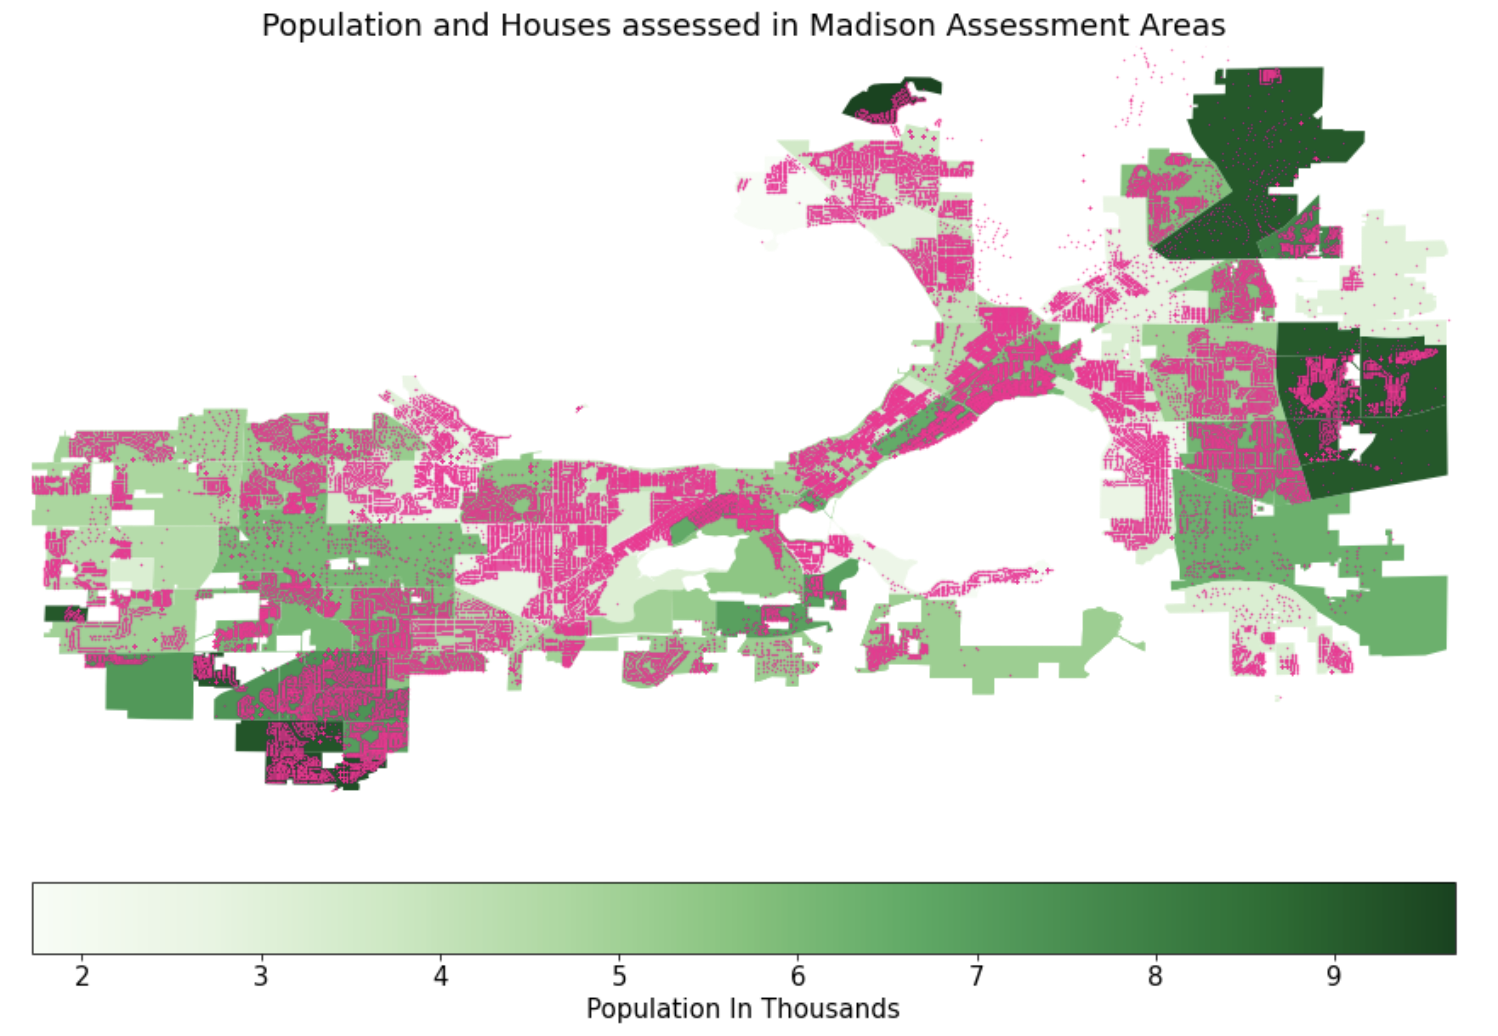 Population and Houses assessed in Madison Assessment Areas
2 3 4 5 6 7 8 9
Population In Thousands